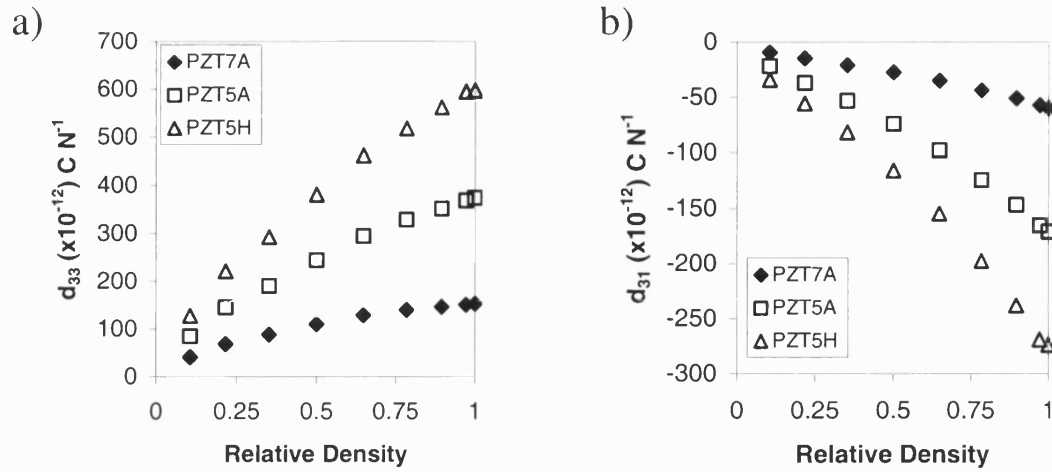 a)
700
600
500
400
300
200
100
0
PZT7A
PZT5A
PZT5H
d₃₃ (x10⁻¹²) C N⁻¹
0 0.25 0.5 0.75 1
Relative Density
b)
0
-50
-100
-150
-200
-250
-300
PZT7A
PZT5A
PZT5H
d₃₁ (x10⁻¹²) C N⁻¹
0 0.25 0.5 0.75 1
Relative Density